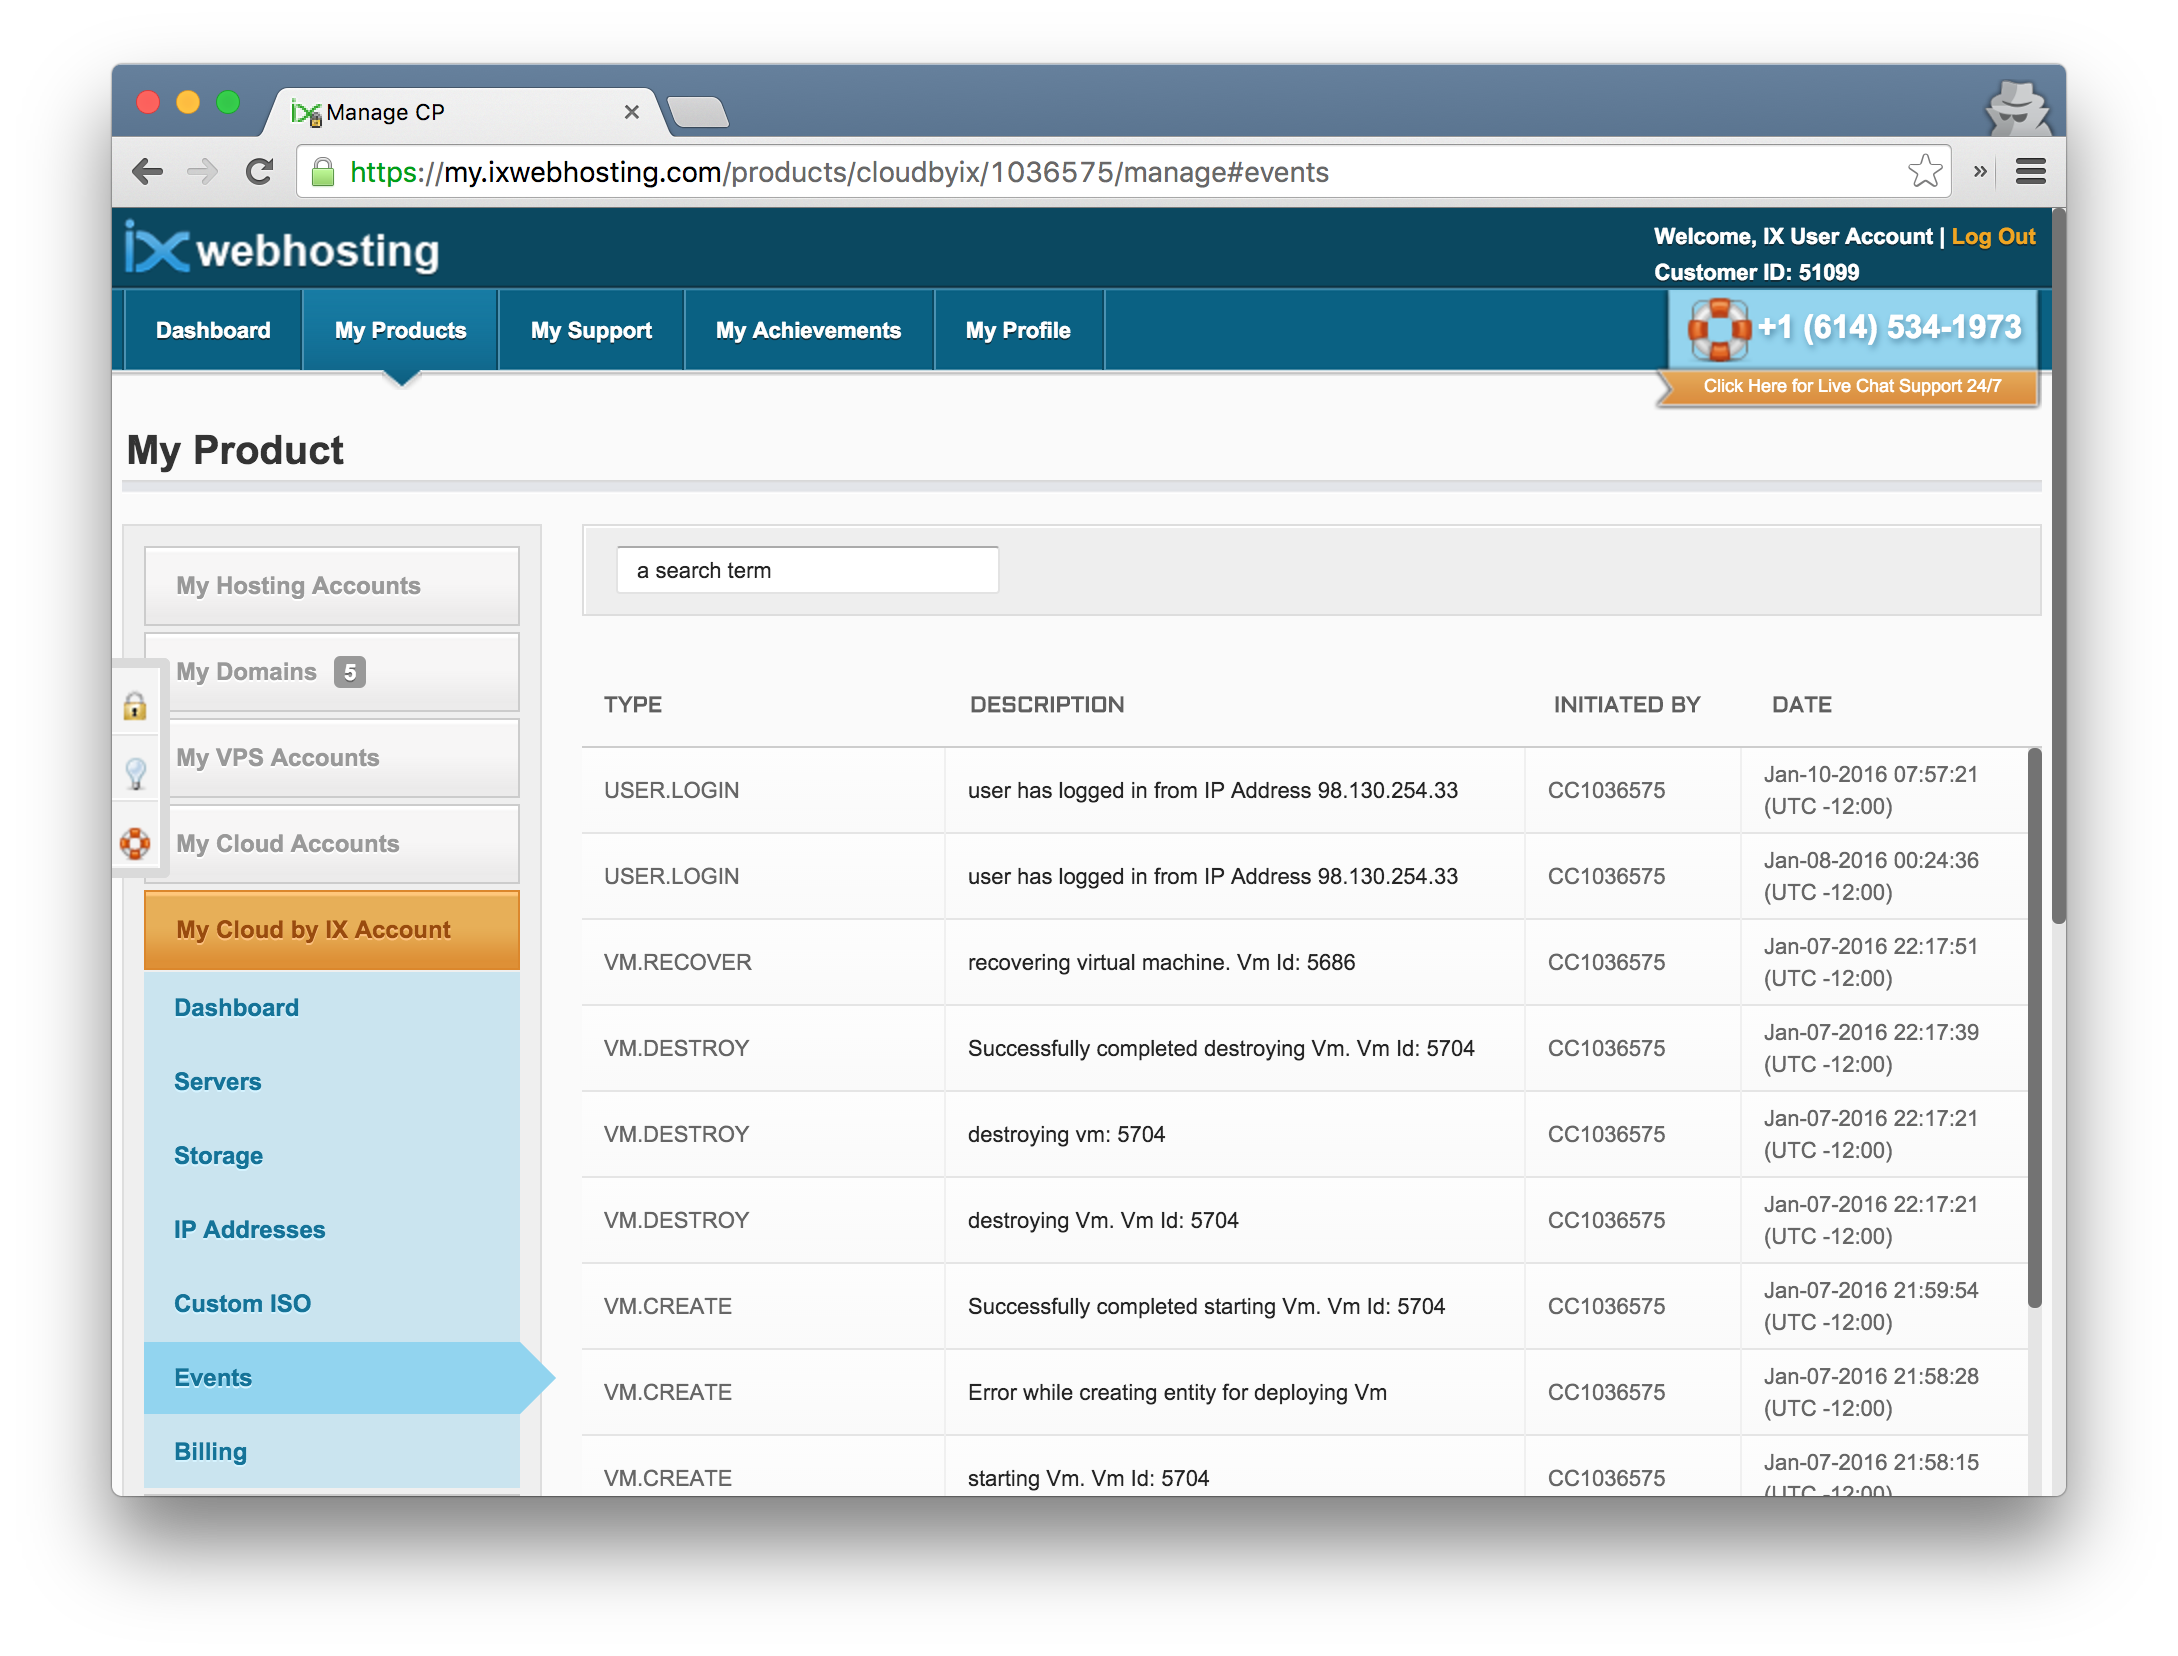 Manage CP
https://my.ixwebhosting.com/products/cloudbyix/1036575/manage#events
ix webhosting
Welcome, IX User Account | Log Out
Customer ID: 51099
Dashboard My Products My Support My Achievements My Profile
+1 (614) 534-1973
Click Here for Live Chat Support 24/7
My Product
My Hosting Accounts
My Domains 5
My VPS Accounts
My Cloud Accounts
My Cloud by IX Account
Dashboard
Servers
Storage
IP Addresses
Custom ISO
Events
Billing
a search term
TYPE DESCRIPTION INITIATED BY DATE
USER.LOGIN user has logged in from IP Address 98.130.254.33 CC1036575 Jan-10-2016 07:57:21
(UTC -12:00)
USER.LOGIN user has logged in from IP Address 98.130.254.33 CC1036575 Jan-08-2016 00:24:36
(UTC -12:00)
VM.RECOVER recovering virtual machine. Vm Id: 5686 CC1036575 Jan-07-2016 22:17:51
(UTC -12:00)
VM.DESTROY Successfully completed destroying Vm. Vm Id: 5704 CC1036575 Jan-07-2016 22:17:39
(UTC -12:00)
VM.DESTROY destroying vm: 5704 CC1036575 Jan-07-2016 22:17:21
(UTC -12:00)
VM.DESTROY destroying Vm. Vm Id: 5704 CC1036575 Jan-07-2016 22:17:21
(UTC -12:00)
VM.CREATE Successfully completed starting Vm. Vm Id: 5704 CC1036575 Jan-07-2016 21:59:54
(UTC -12:00)
VM.CREATE Error while creating entity for deploying Vm CC1036575 Jan-07-2016 21:58:28
(UTC -12:00)
VM.CREATE starting Vm. Vm Id: 5704 CC1036575 Jan-07-2016 21:58:15
(UTC -12:00)